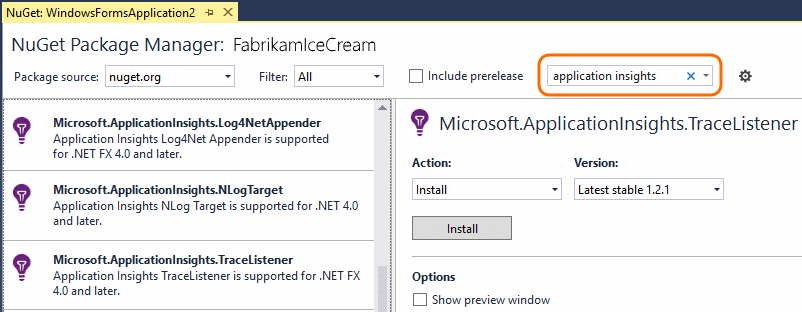 NuGet: WindowsFormsApplication2
NuGet Package Manager: FabrikamIceCream
Package source: nuget.org Filter: All Include prerelease application insights
Microsoft.ApplicationInsights.Log4NetAppender
Application Insights Log4Net Appender is supported
for .NET FX 4.0 and later.
Microsoft.ApplicationInsights.NLogTarget
Application Insights NLog Target is supported for .NET 4.0
and later.
Microsoft.ApplicationInsights.TraceListener
Application Insights TraceListener is supported for .NET FX
4.0 and later.
Microsoft.ApplicationInsights.TraceListener
Action: Version:
Install Latest stable 1.2.1
Install
Options
Show preview window